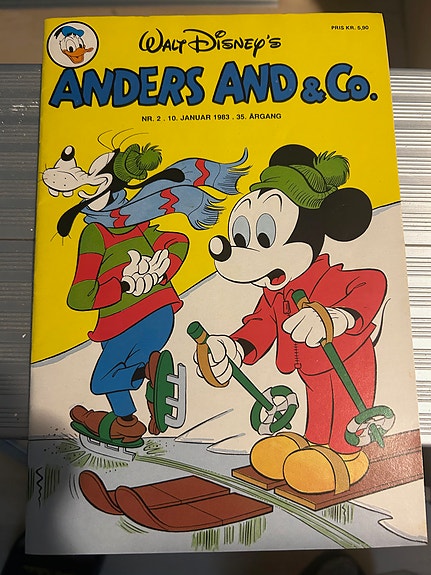 PRIS KR. 5,90
WALT DISNEY'S
ANDERS AND & CO.
NR. 2 . 10. JANUAR 1983 . 35. ÅRGANG